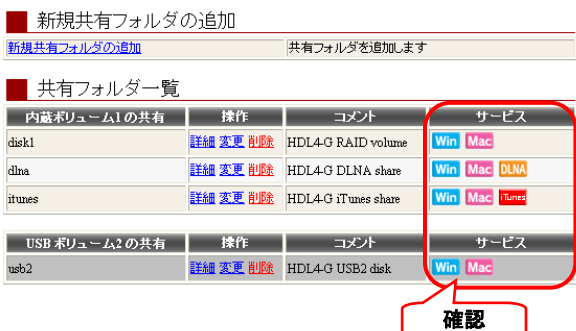 新規共有フォルダの追加
新規共有フォルダの追加 共有フォルダを追加します
共有フォルダ一覧
内蔵ボリューム1の共有 操作 コメント サービス
disk1 詳細 変更 削除 HDL4-G RAID volume Win Mac
dlna 詳細 変更 削除 HDL4-G DLNA share Win Mac DLNA
itunes 詳細 変更 削除 HDL4-G iTunes share Win Mac iTunes
USB ボリューム2の共有 操作 コメント サービス
usb2 詳細 変更 削除 HDL4-G USB2 disk Win Mac
確認